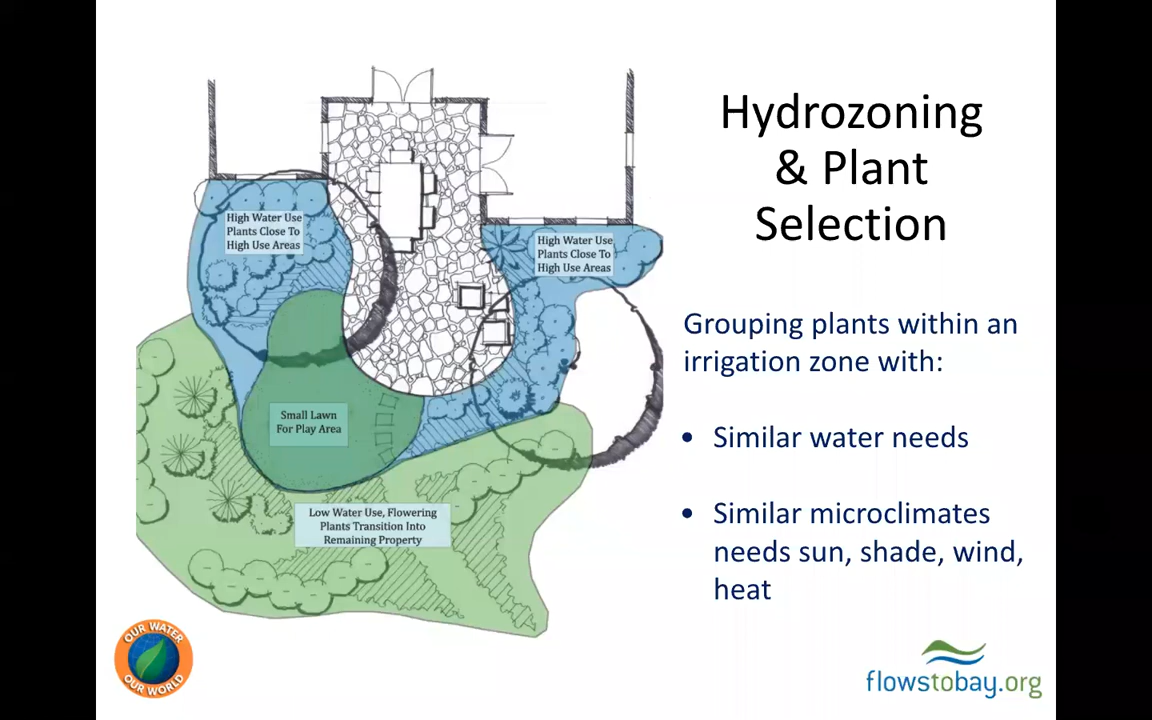 Hydrozoning
& Plant
Selection
High Water Use
Plants Close To
High Use Areas
High Water Use
Plants Close To
High Use Areas
Small Lawn
For Play Area
Low Water Use, Flowering
Plants Transition Into
Remaining Property
Grouping plants within an
irrigation zone with:
• Similar water needs
• Similar microclimates
needs sun, shade, wind,
heat
OUR WATER
OUR WORLD
flowstobay.org